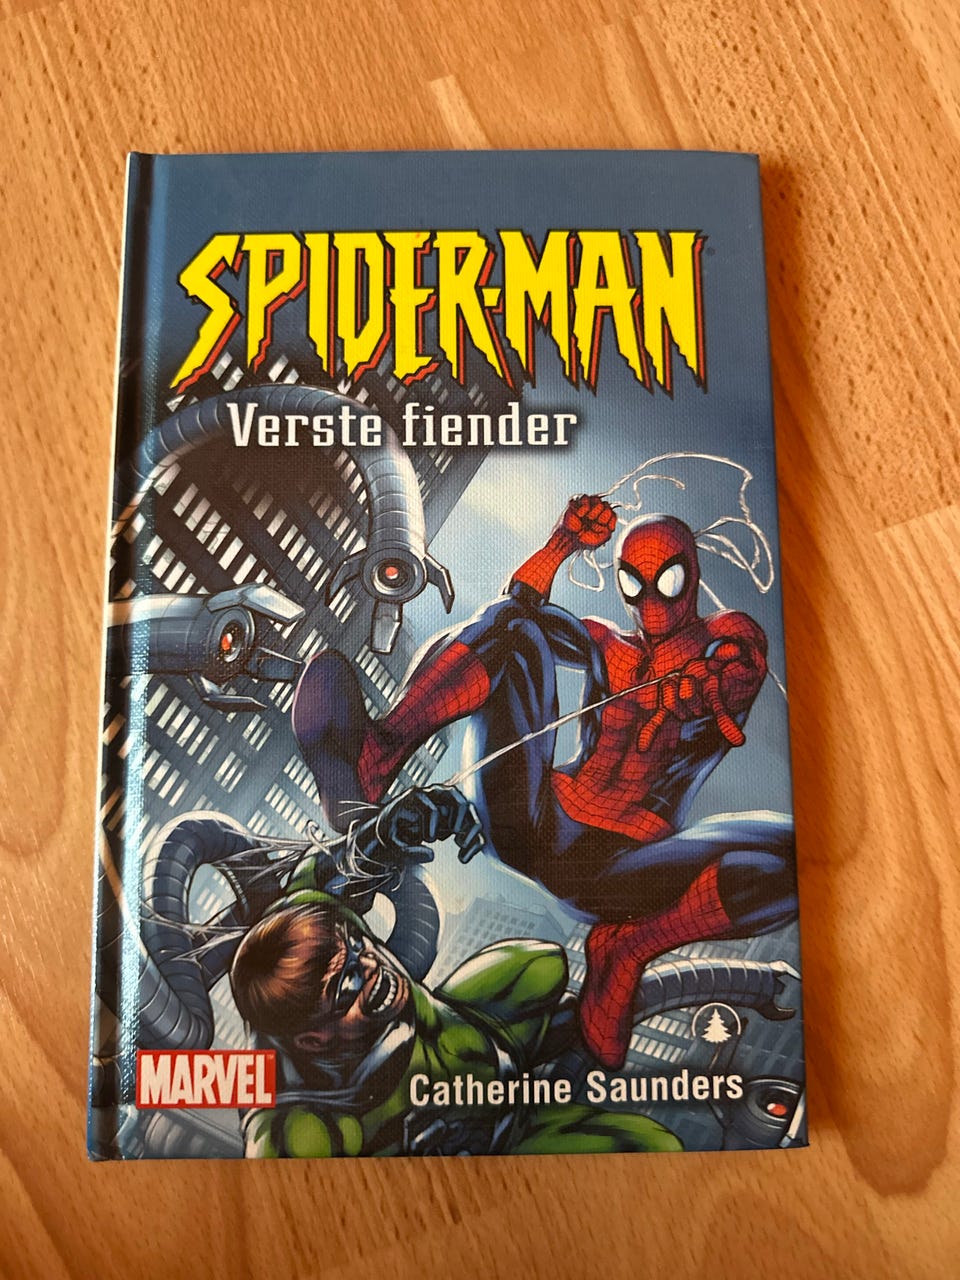 SPIDER-MAN
Verste fiender
MARVEL
Catherine Saunders